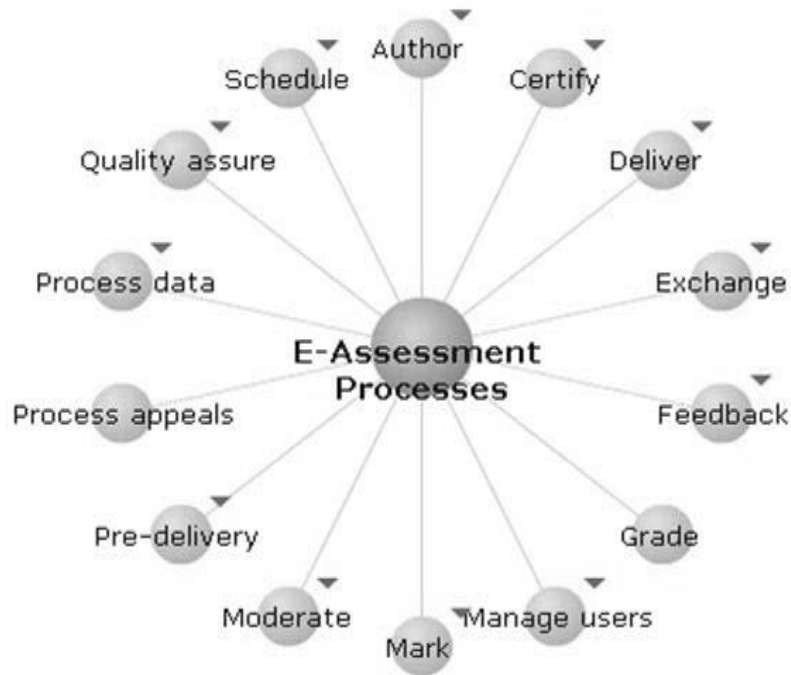 Author
Schedule
Certify
Quality assure
Deliver
Process data
Exchange
E-Assessment
Processes
Process appeals
Feedback
Pre-delivery
Grade
Moderate
Manage users
Mark